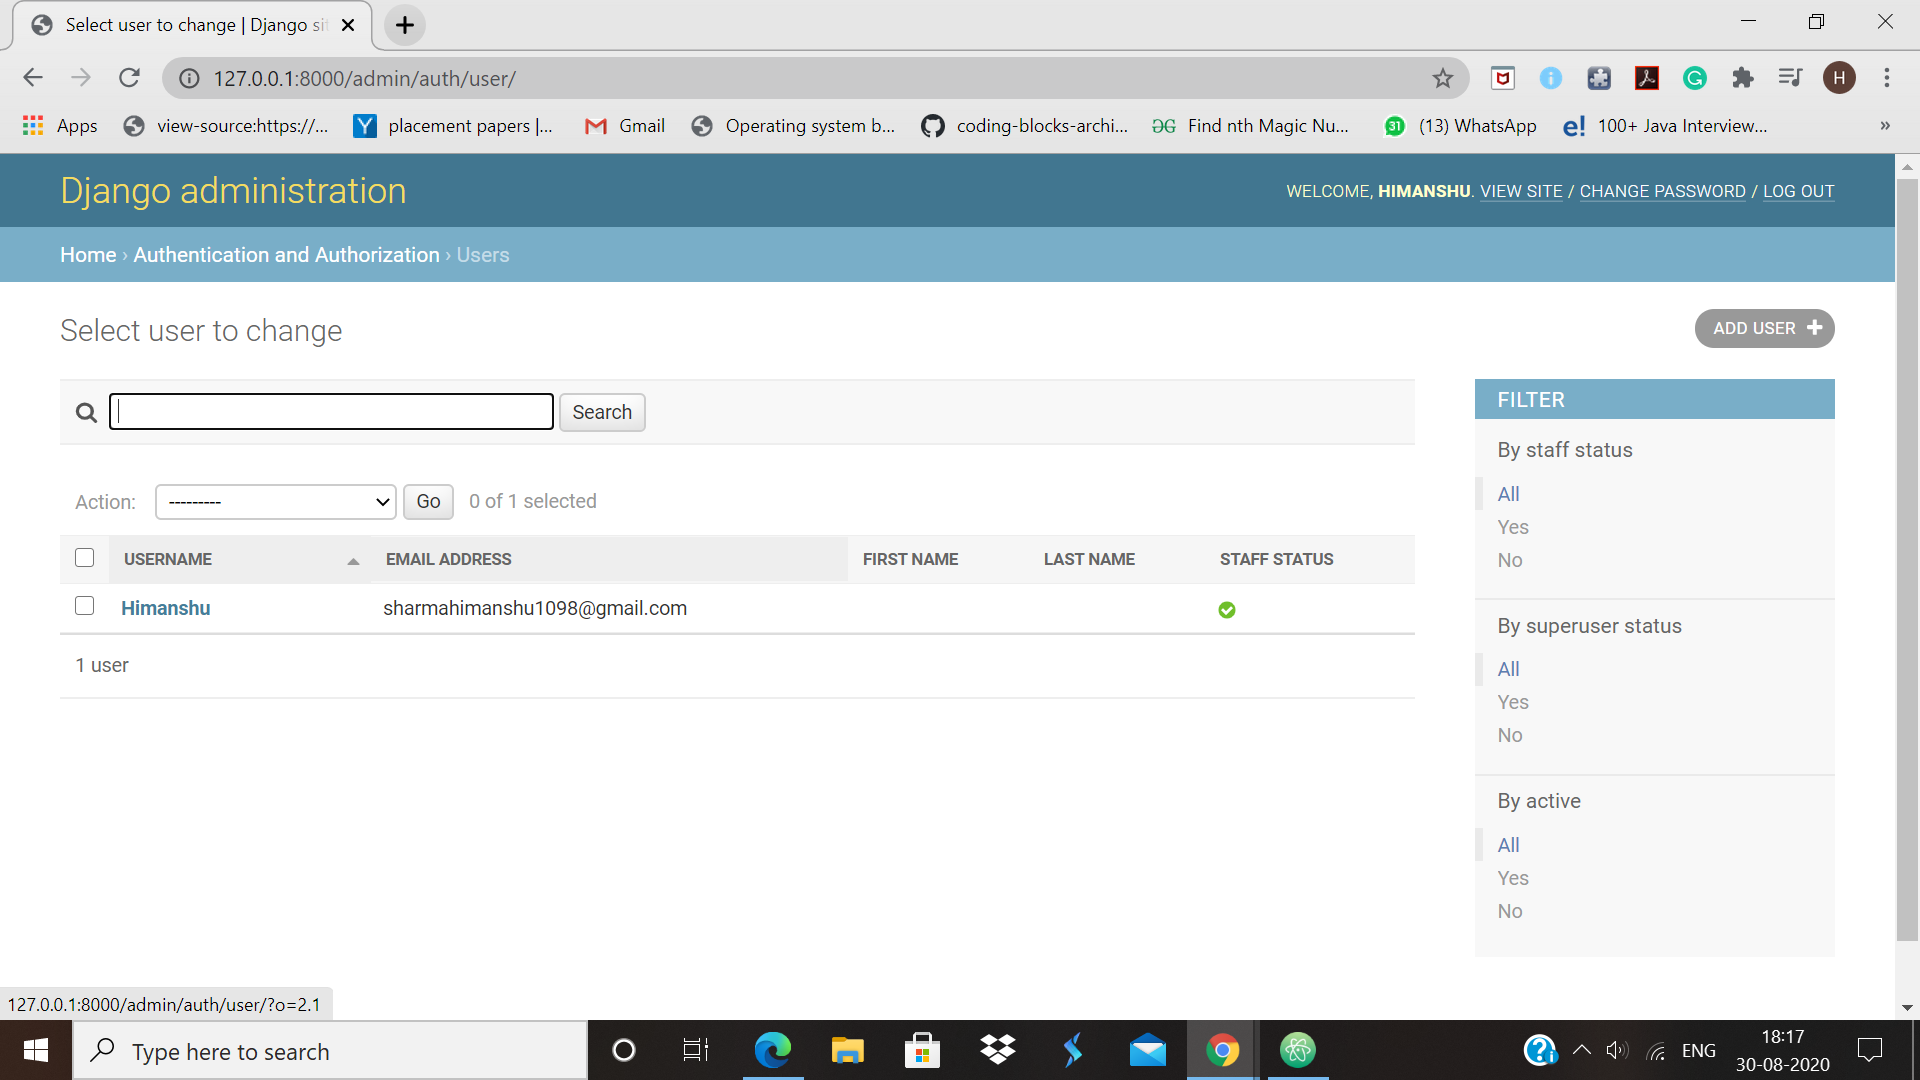 Select user to change | Django sit
127.0.0.1:8000/admin/auth/user/
Apps view-source:https://... placement papers |... Gmail Operating system b... coding-blocks-archi... Find nth Magic Nu... 31 (13) WhatsApp e! 100+ Java Interview... »
Django administration
WELCOME, HIMANSHU. VIEW SITE / CHANGE PASSWORD / LOG OUT
Home › Authentication and Authorization › Users
Select user to change
ADD USER +
Search
Action: --------- Go 0 of 1 selected
USERNAME EMAIL ADDRESS FIRST NAME LAST NAME STAFF STATUS
Himanshu sharmahimanshu1098@gmail.com
1 user
FILTER
By staff status
All
Yes
No
By superuser status
All
Yes
No
By active
All
Yes
No
127.0.0.1:8000/admin/auth/user/?o=2.1
Type here to search
ENG
18:17
30-08-2020
H